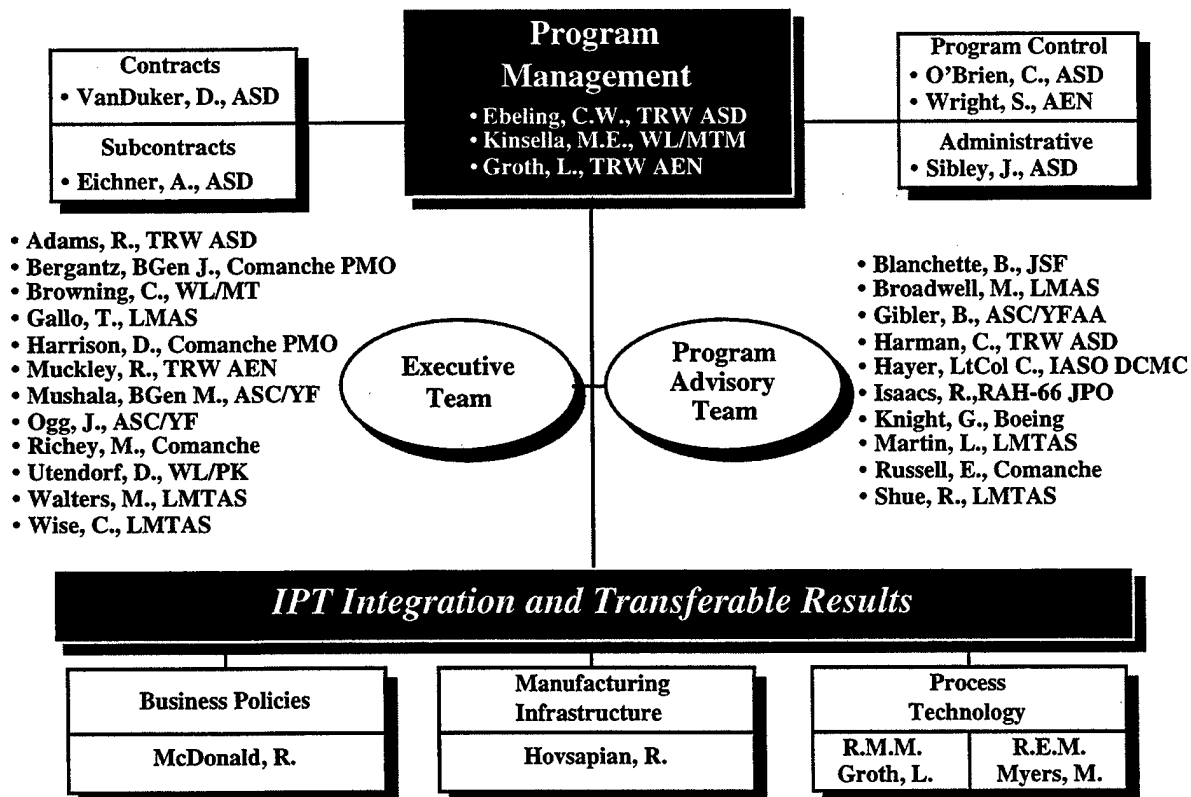 Contracts
• VanDuker, D., ASD
Subcontracts
• Eichner, A., ASD
Program
Management
• Ebeling, C.W., TRW ASD
• Kinsella, M.E., WL/MTM
• Groth, L., TRW AEN
Program Control
• O'Brien, C., ASD
• Wright, S., AEN
Administrative
• Sibley, J., ASD
• Adams, R., TRW ASD
• Bergantz, BGen J., Comanche PMO
• Browning, C., WL/MT
• Gallo, T., LMAS
• Harrison, D., Comanche PMO
• Muckley, R., TRW AEN
• Mushala, BGen M., ASC/YF
• Ogg, J., ASC/YF
• Richey, M., Comanche
• Utendorf, D., WL/PK
• Walters, M., LMTAS
• Wise, C., LMTAS
Executive
Team
Program
Advisory
Team
• Blanchette, B., JSF
• Broadwell, M., LMAS
• Gibler, B., ASC/YFAA
• Harman, C., TRW ASD
• Hayer, LtCol C., IASO DCMC
• Isaacs, R.,RAH-66 JPO
• Knight, G., Boeing
• Martin, L., LMTAS
• Russell, E., Comanche
• Shue, R., LMTAS
IPT Integration and Transferable Results
Business Policies
McDonald, R.
Manufacturing
Infrastructure
Hovsapian, R.
Process
Technology
R.M.M.
Groth, L.
R.E.M.
Myers, M.